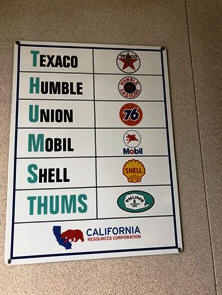 TEXACO
HUMBLE
UNION
76
MOBIL
Mobil
SHELL
SHELL
THUMS
CALIFORNIA
RESOURCES CORPORATION